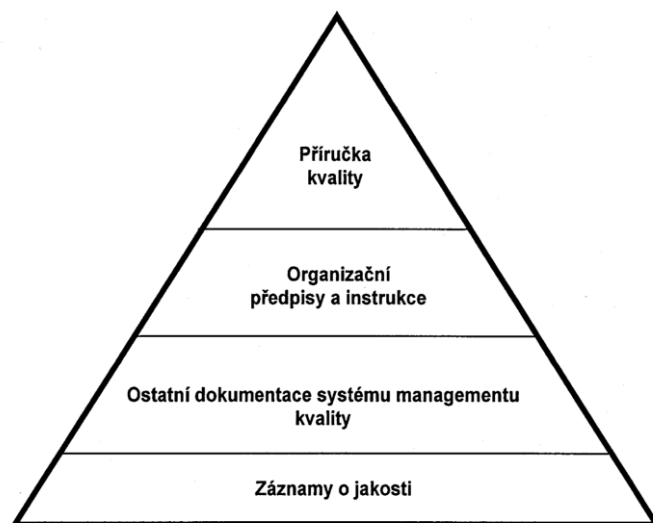 Příručka
kvality
Organizační
předpisy a instrukce
Ostatní dokumentace systému managementu
kvality
Záznamy o jakosti